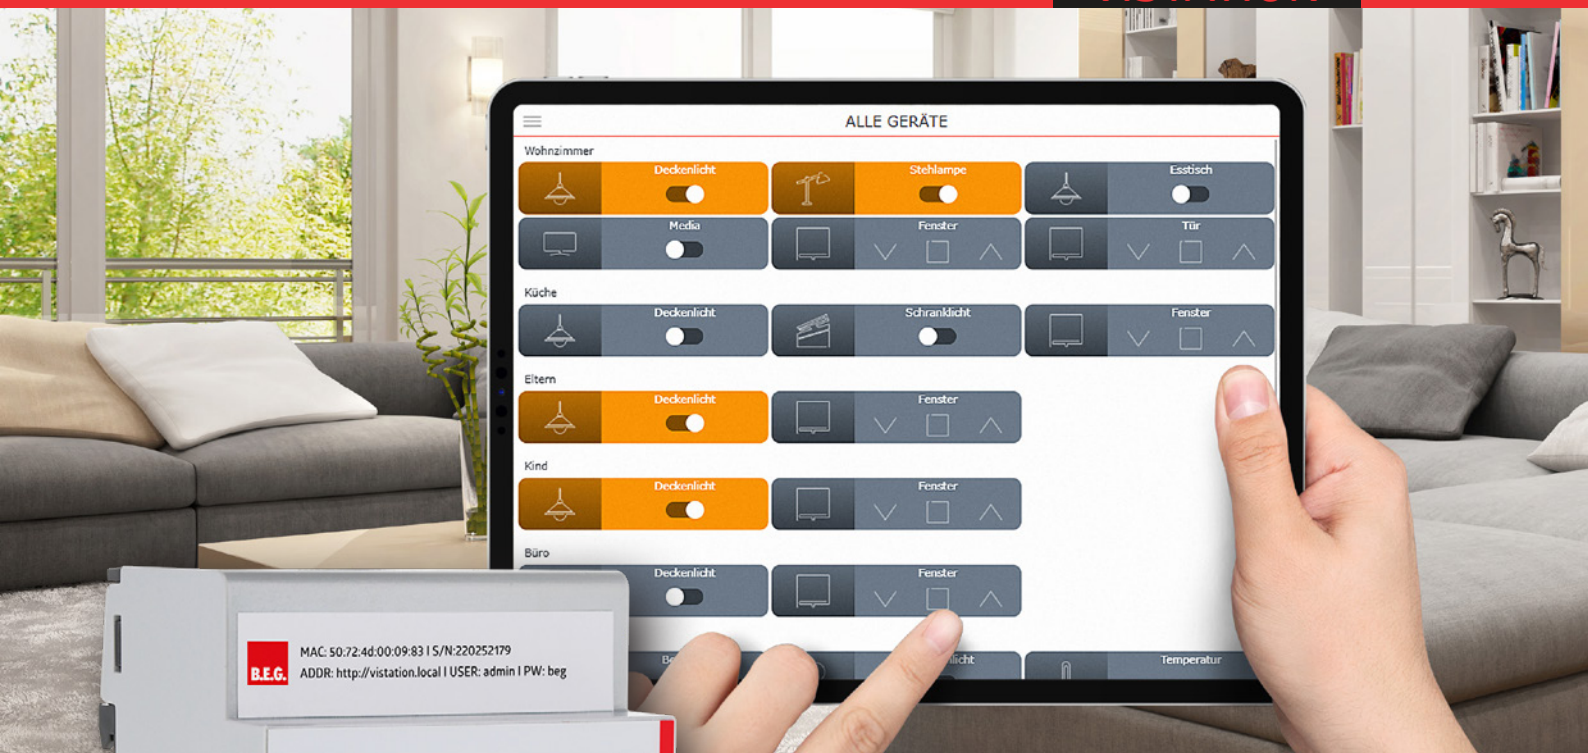 ALLE GERÄTE
Wohnzimmer
Deckenlicht
Stehlampe
Esstisch
Media
Fenster
Tür
Küche
Deckenlicht
Schranklicht
Fenster
Eltern
Deckenlicht
Fenster
Kind
Deckenlicht
Fenster
Büro
Deckenlicht
Fenster
Temperatur
B.E.G.
MAC: 50:72:4d:00:09:83 I S/N:220252179
ADDR: http://vistation.local I USER: admin I PW: beg